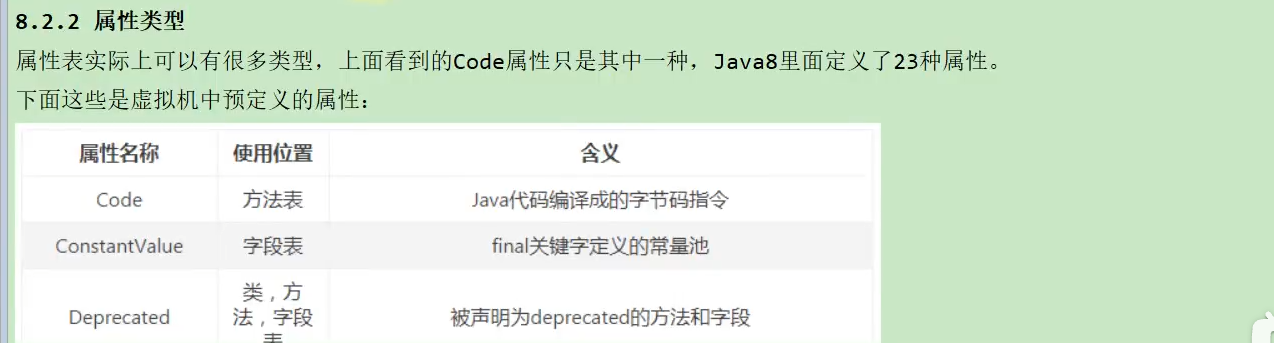 8.2.2 属性类型
属性表实际上可以有很多类型，上面看到的Code属性只是其中一种，Java8里面定义了23种属性。
下面这些是虚拟机中预定义的属性：
属性名称 使用位置 含义
Code 方法表 Java代码编译成的字节码指令
ConstantValue 字段表 final关键字定义的常量池
Deprecated 类，方法，字段表 被声明为deprecated的方法和字段